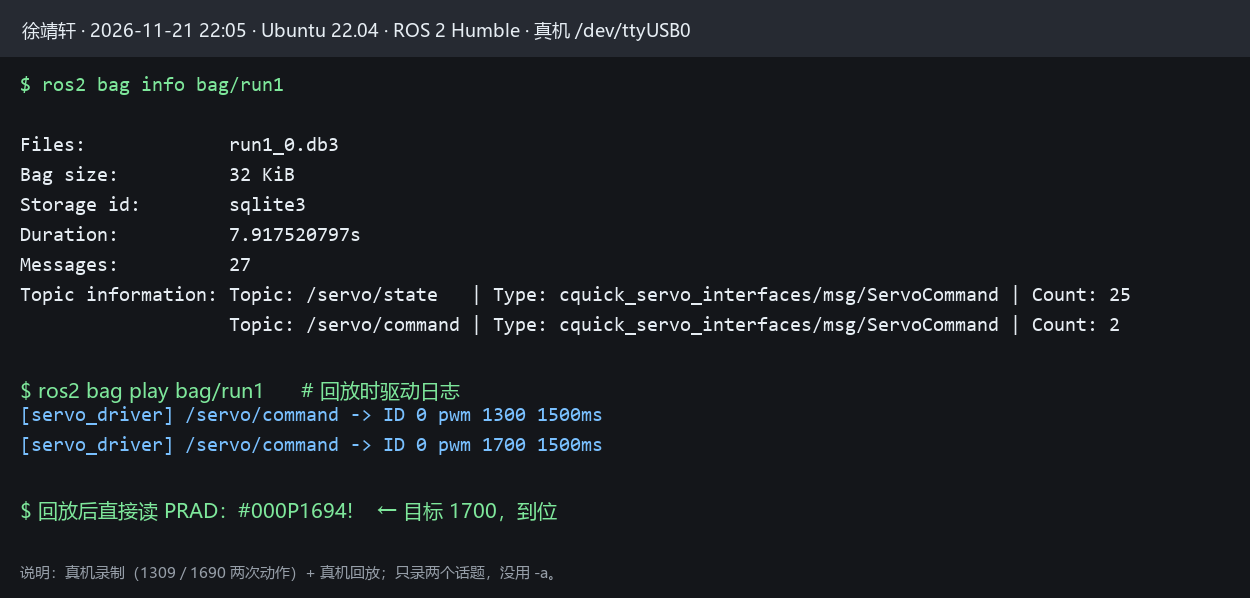 徐靖轩 · 2026-11-21 22:05 · Ubuntu 22.04 · ROS 2 Humble · 真机 /dev/ttyUSB0
$ ros2 bag info bag/run1
Files: run1_0.db3
Bag size: 32 KiB
Storage id: sqlite3
Duration: 7.917520797s
Messages: 27
Topic information: Topic: /servo/state | Type: cquick_servo_interfaces/msg/ServoCommand | Count: 25
Topic: /servo/command | Type: cquick_servo_interfaces/msg/ServoCommand | Count: 2
$ ros2 bag play bag/run1 # 回放时驱动日志
[servo_driver] /servo/command -> ID 0 pwm 1300 1500ms
[servo_driver] /servo/command -> ID 0 pwm 1700 1500ms
$ 回放后直接读 PRAD：#000P1694! ← 目标 1700，到位
说明：真机录制（1309 / 1690 两次动作）+ 真机回放；只录两个话题，没用 -a。